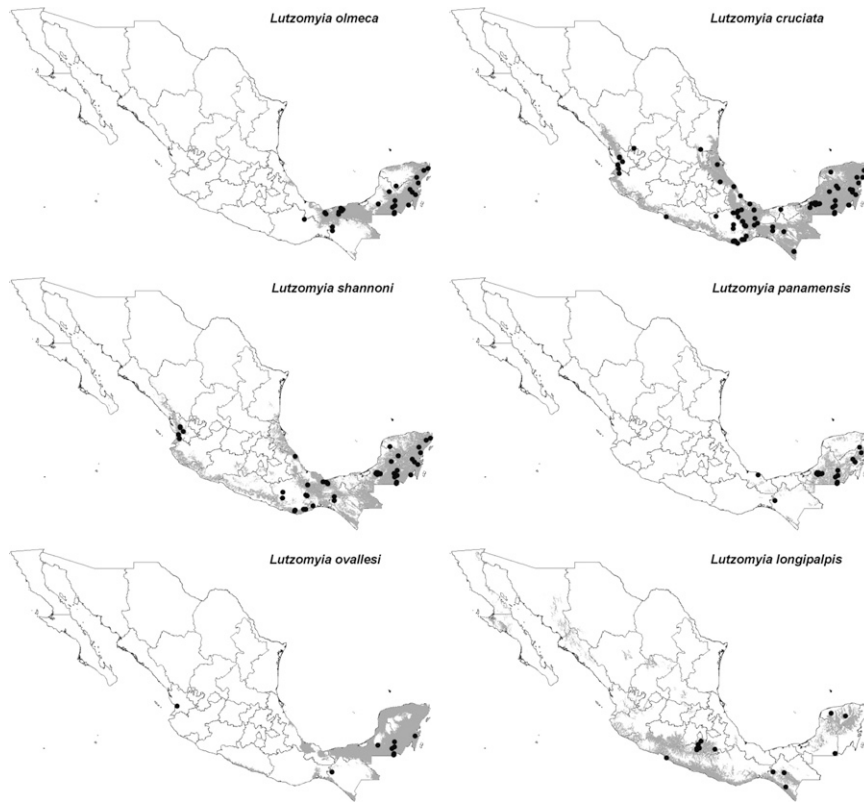 Lutzomyia olmeca
Lutzomyia cruciata
Lutzomyia shannoni
Lutzomyia panamensis
Lutzomyia ovallesi
Lutzomyia longipalpis